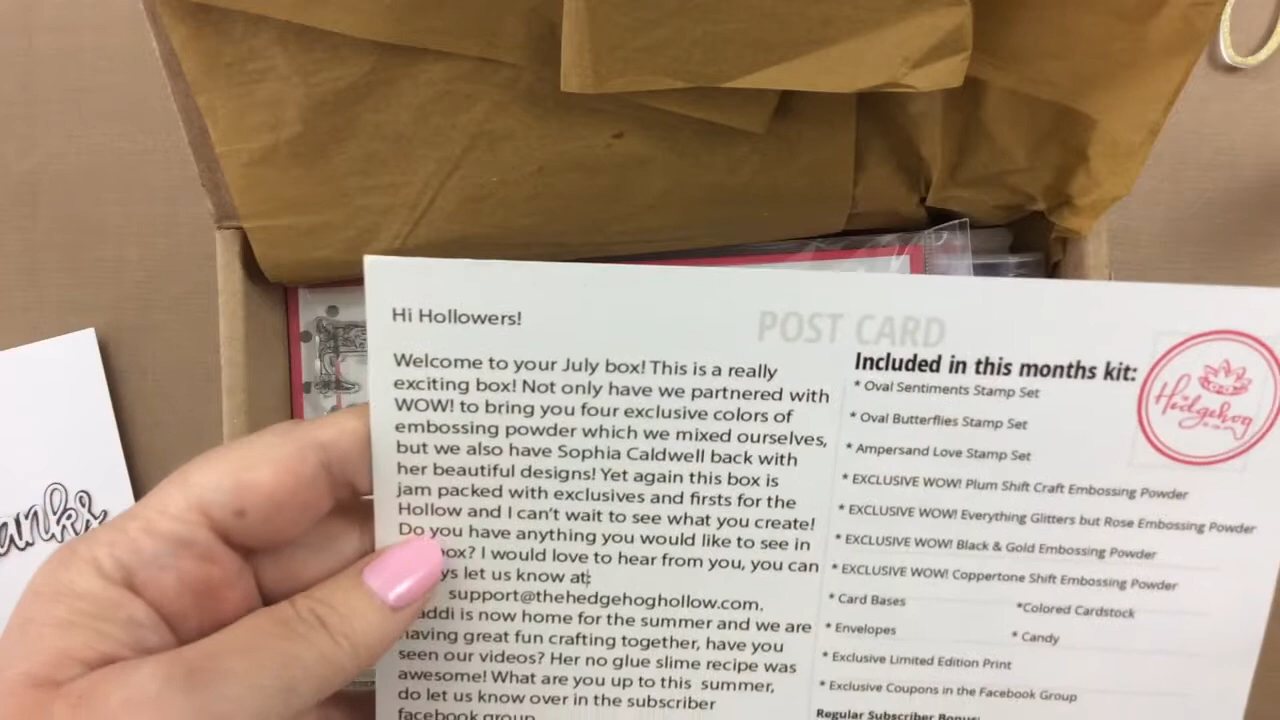 Hi Hollowers!
POST CARD
Welcome to your July box! This is a really
exciting box! Not only have we partnered with
WOW! to bring you four exclusive colors of
embossing powder which we mixed ourselves,
but we also have Sophia Caldwell back with
her beautiful designs! Yet again this box is
jam packed with exclusives and firsts for the
Hollow and I can't wait to see what you create!
Do you have anything you would like to see in
box? I would love to hear from you, you can
ys let us know at:
support@thehedgehoghollow.com.
addi is now home for the summer and we are
having great fun crafting together, have you
seen our videos? Her no glue slime recipe was
awesome! What are you up to this summer,
do let us know over in the subscriber
facebook group
Included in this months kit:
* Oval Sentiments Stamp Set
* Oval Butterflies Stamp Set
* Ampersand Love Stamp Set
* EXCLUSIVE WOW! Plum Shift Craft Embossing Powder
* EXCLUSIVE WOW! Everything Glitters but Rose Embossing Powder
* EXCLUSIVE WOW! Black & Gold Embossing Powder
* EXCLUSIVE WOW! Coppertone Shift Embossing Powder
* Card Bases *Colored Cardstock
* Envelopes * Candy
* Exclusive Limited Edition Print
* Exclusive Coupons in the Facebook Group
Regular Subscriber Bonus:
Hedgehog
anks